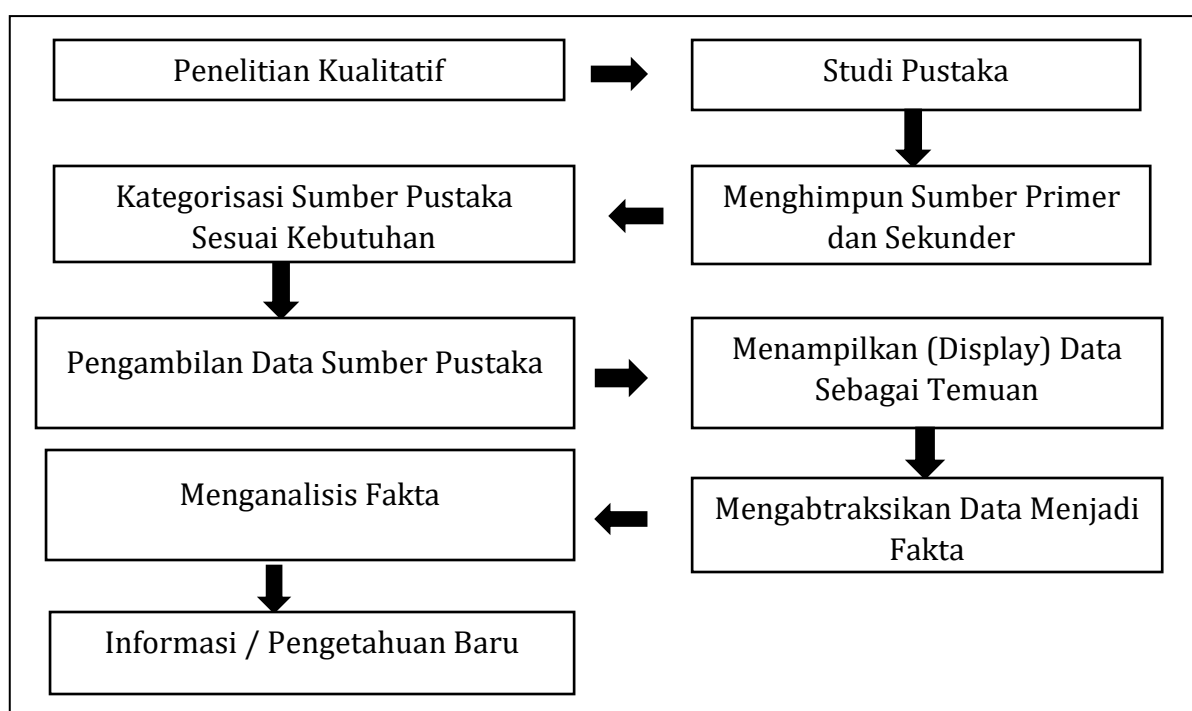 Penelitian Kualitatif
Studi Pustaka
Menghimpun Sumber Primer
dan Sekunder
Kategorisasi Sumber Pustaka
Sesuai Kebutuhan
Pengambilan Data Sumber Pustaka
Menampilkan (Display) Data
Sebagai Temuan
Mengabtraksikan Data Menjadi
Fakta
Menganalisis Fakta
Informasi / Pengetahuan Baru